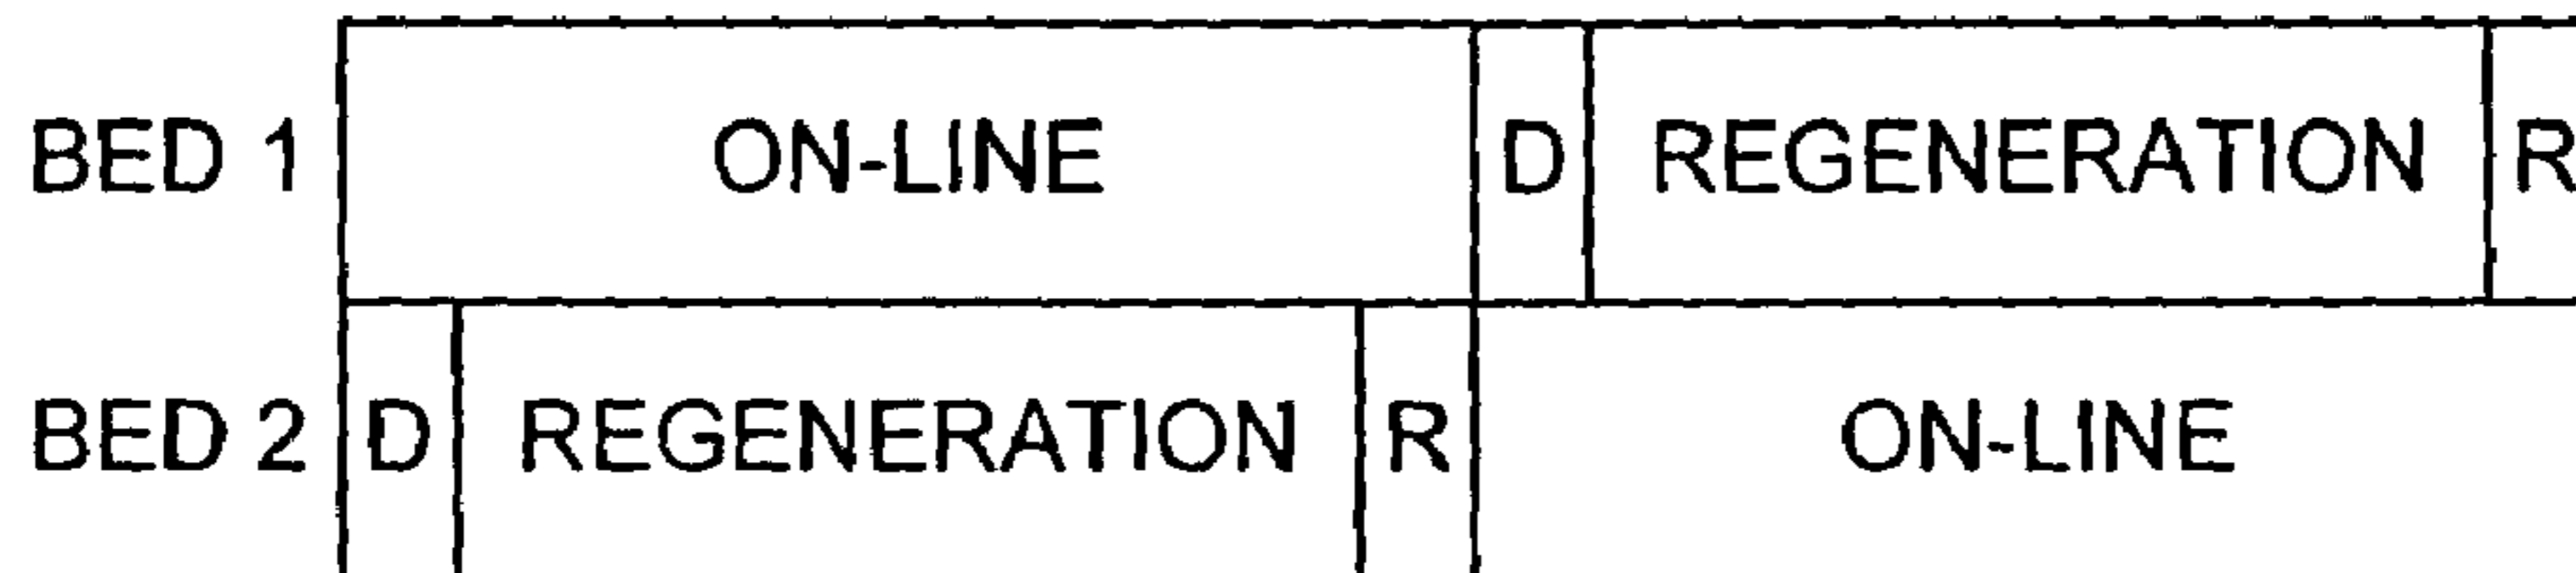 BED 1 ON-LINE D REGENERATION R
BED 2 D REGENERATION R ON-LINE